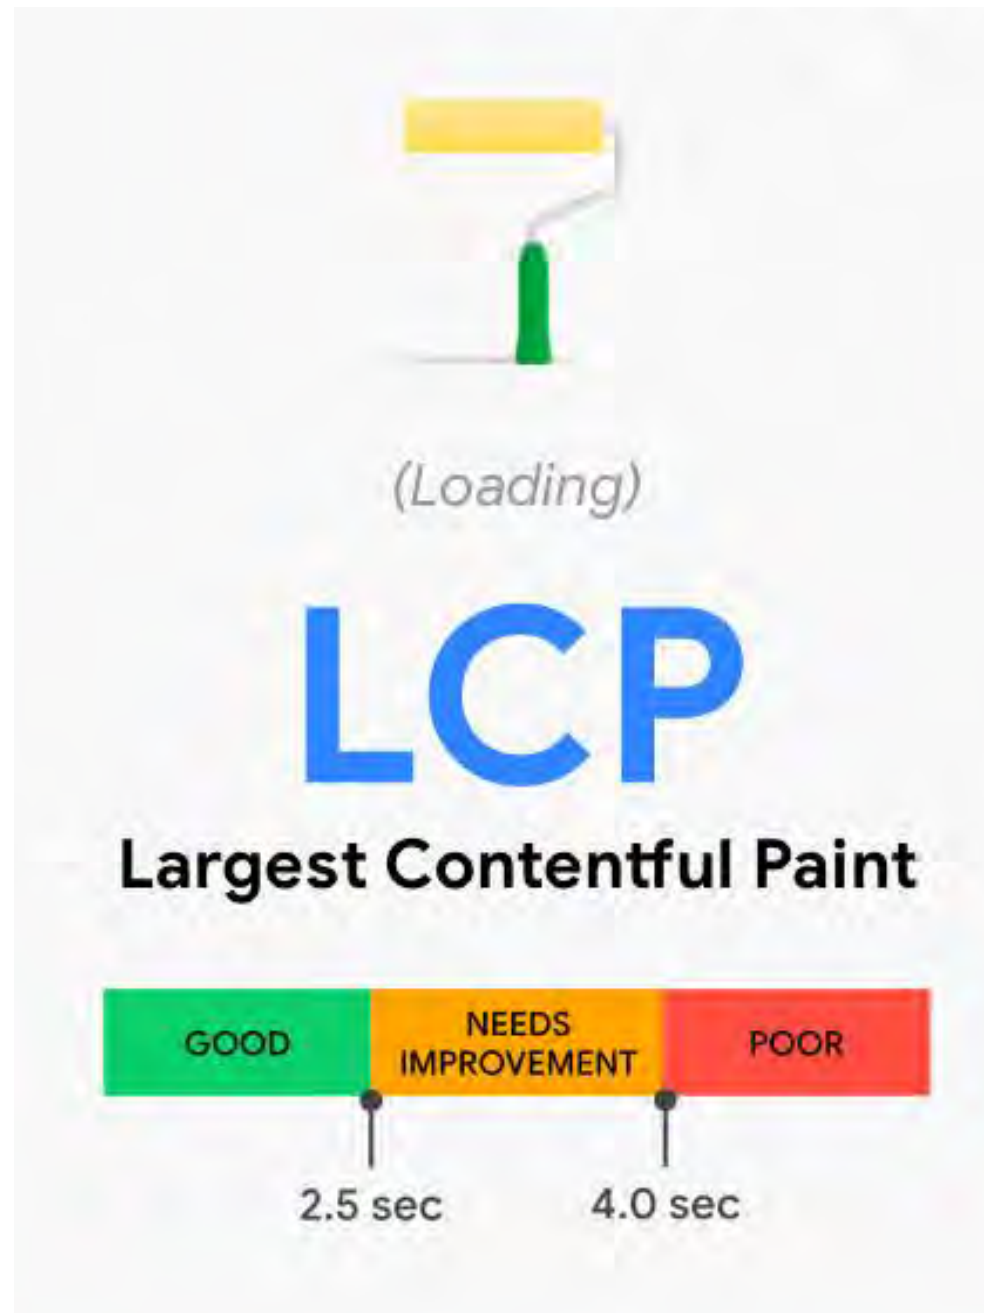 (Loading)
LCP
Largest Contentful Paint
GOOD
NEEDS
IMPROVEMENT
POOR
2.5 sec
4.0 sec